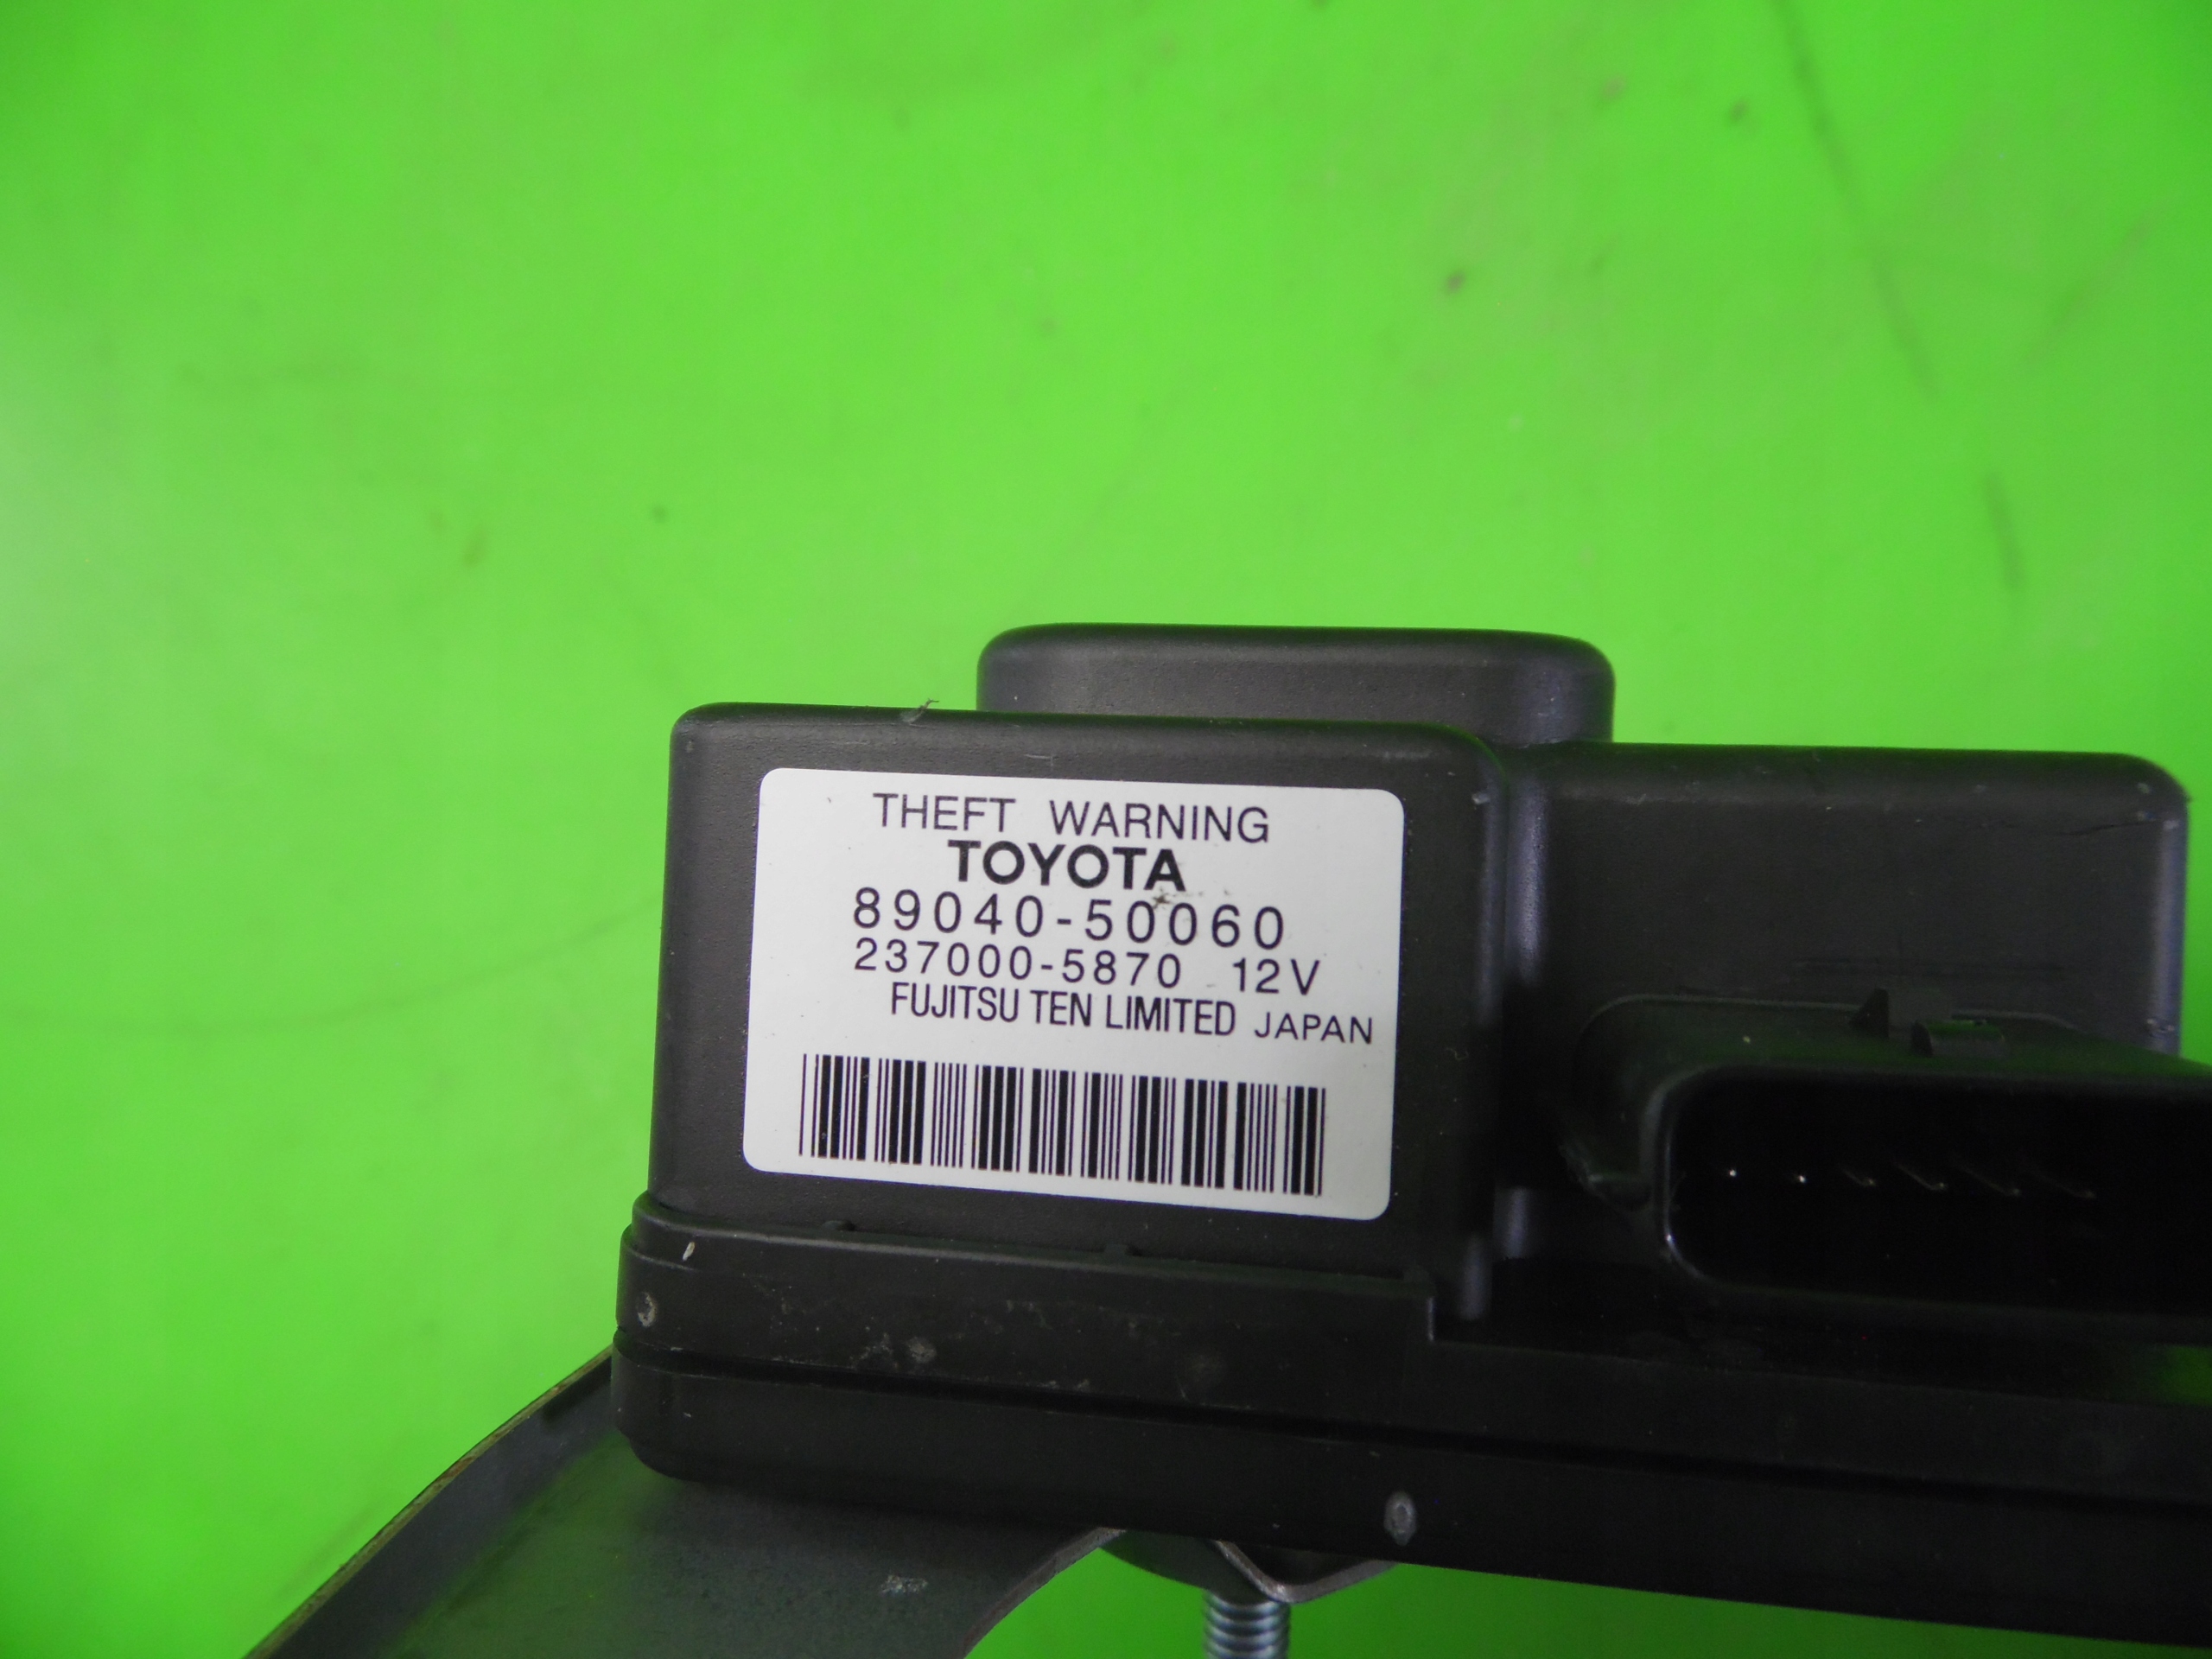 THEFT WARNING
TOYOTA
89040-50060
237000-5870 12V
FUJITSU TEN LIMITED JAPAN